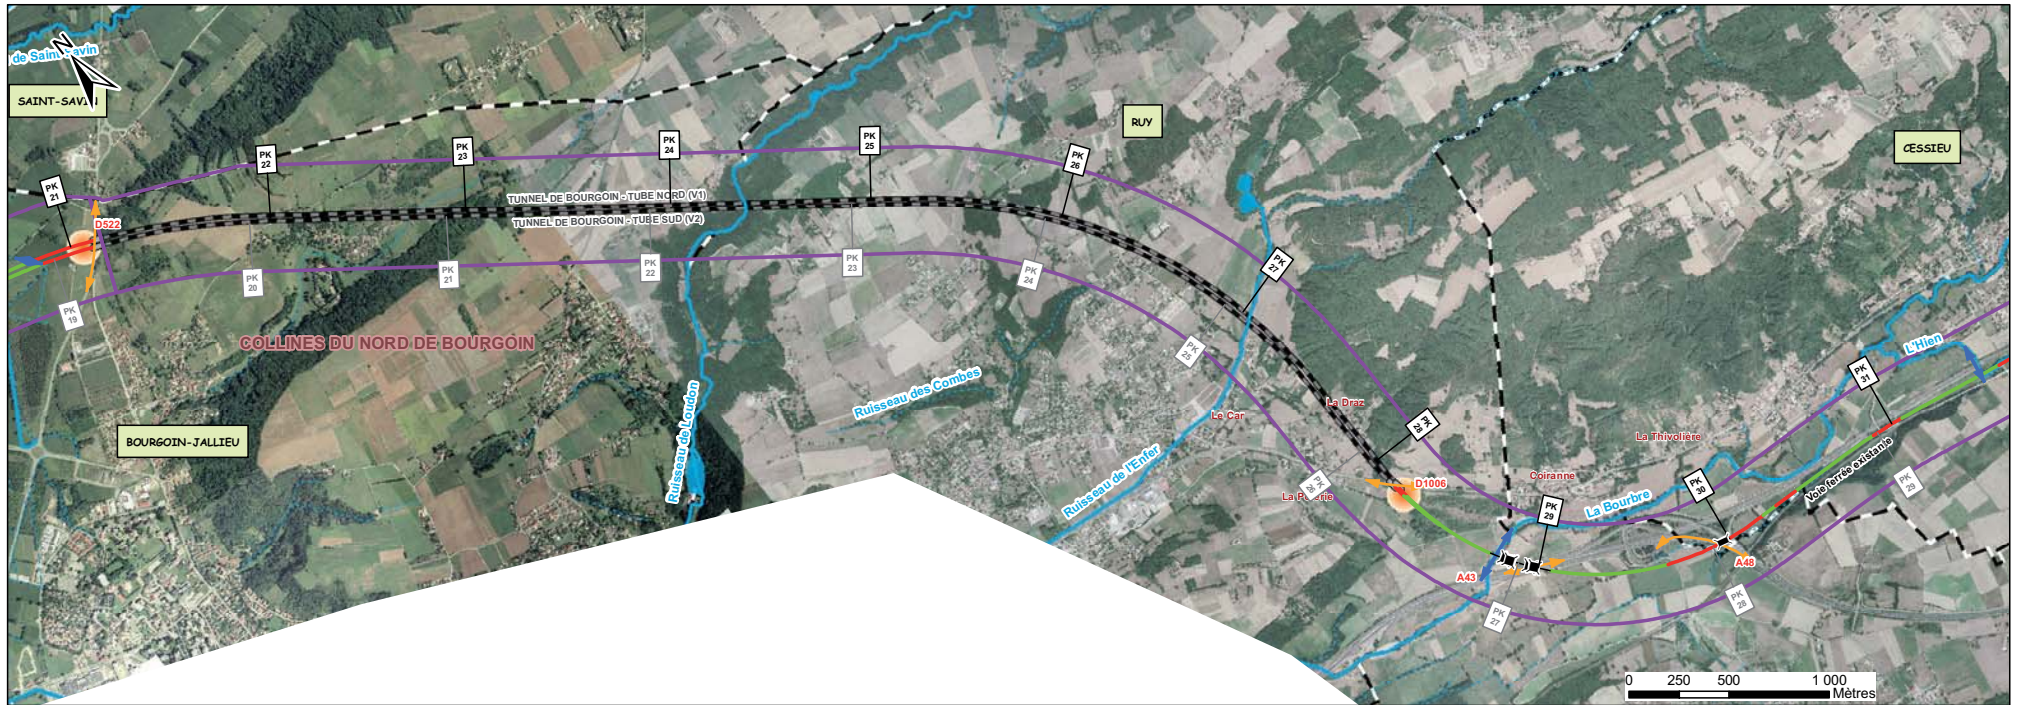 de Saint-Savin
N
SAINT-SAVIN
RUY
CESSIEU
PK
21
PK
22
PK
23
PK
24
PK
25
PK
26
PK
27
PK
28
PK
29
PK
30
PK
31
D522
TUNNEL DE BOURGOIN - TUBE NORD (V1)
TUNNEL DE BOURGOIN - TUBE SUD (V2)
PK
19
PK
20
PK
21
PK
22
PK
23
PK
24
PK
25
PK
26
PK
27
PK
28
PK
29
COLLINES DU NORD DE BOURGOIN
BOURGOIN-JALLIEU
Ruisseau de Loudon
Ruisseau des Combes
Ruisseau de l'Enfer
Le Car
La Draz
D1006
Coiranne
La Thivolière
La Bourbre
L'Hien
Voie ferrée existante
A43
A48
0 250 500 1 000
Mètres